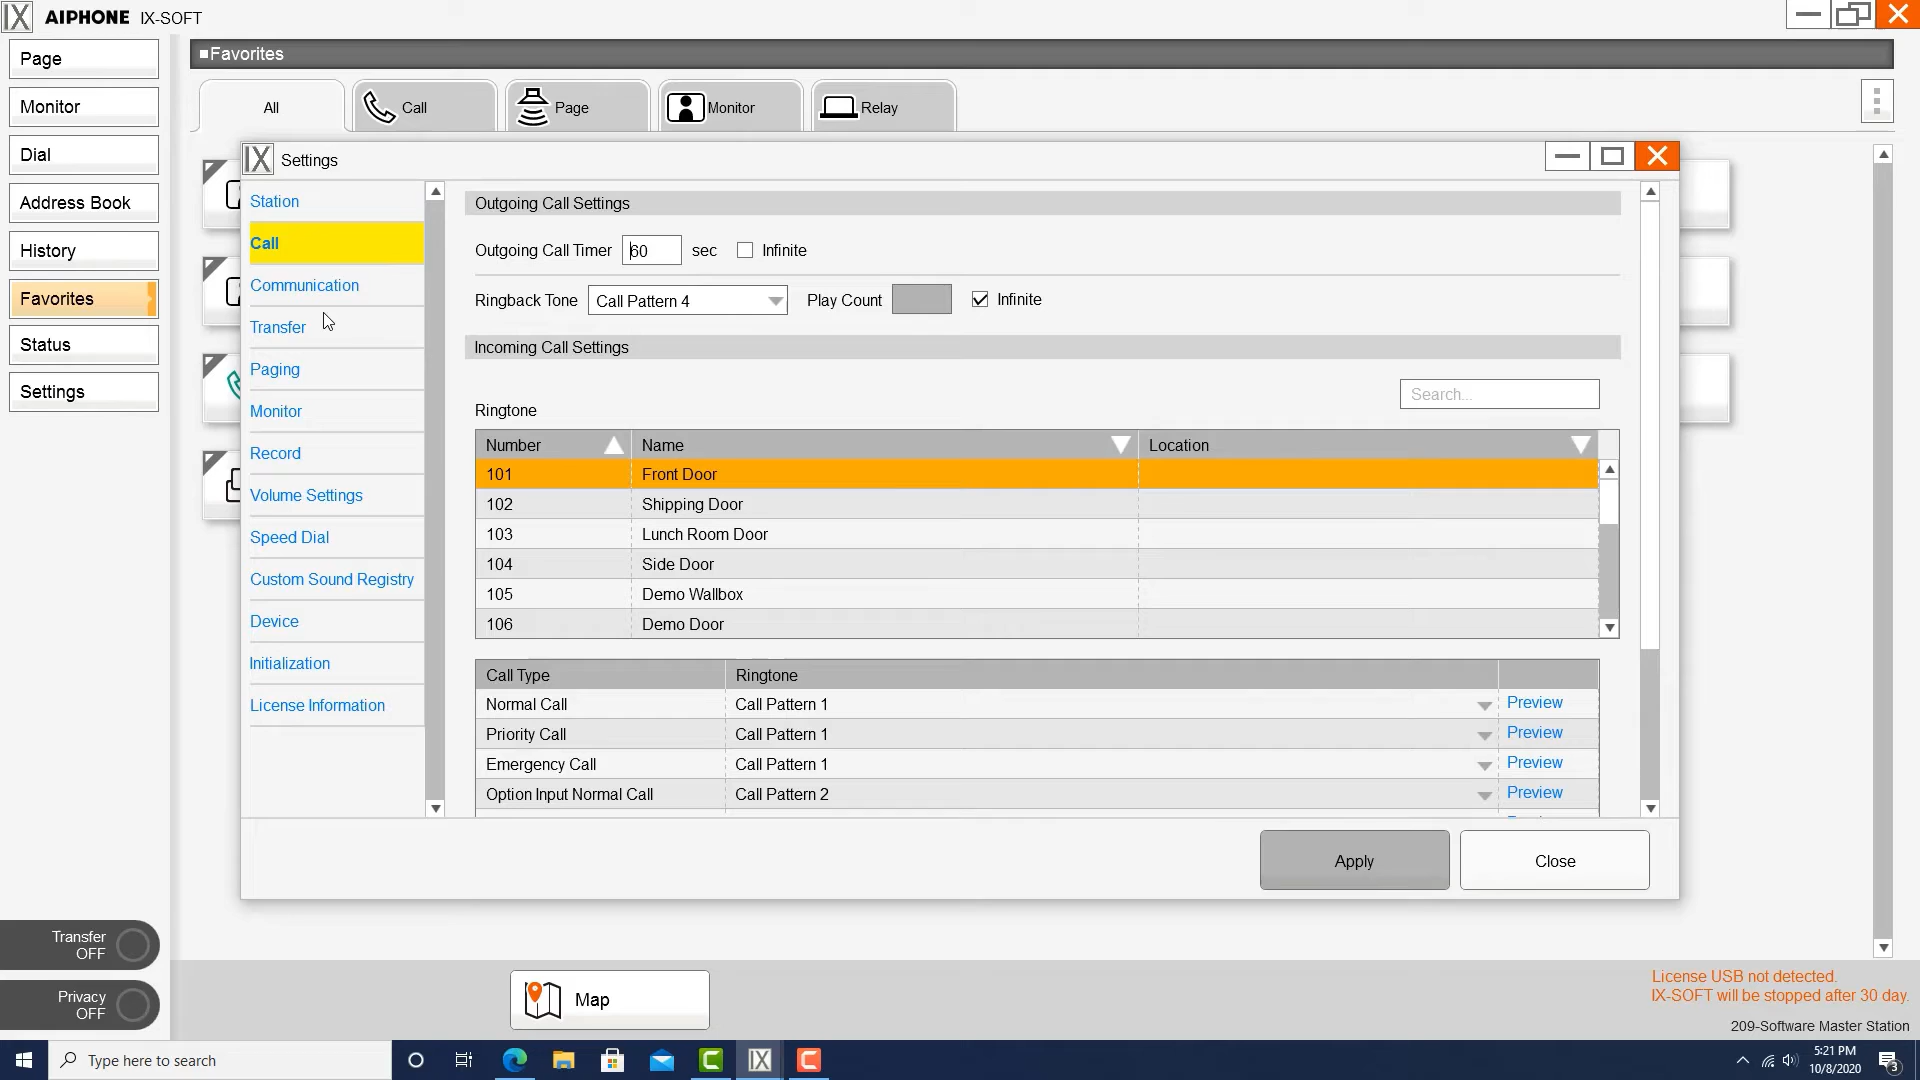 IX AIPHONE IX-SOFT
Page
Monitor
Dial
Address Book
History
Favorites
Status
Settings
■Favorites
All
Call
Page
Monitor
Relay
IX Settings
Station
Call
Communication
Transfer
Paging
Monitor
Record
Volume Settings
Speed Dial
Custom Sound Registry
Device
Initialization
License Information
Outgoing Call Settings
Outgoing Call Timer 60 sec Infinite
Ringback Tone Call Pattern 4 Play Count Infinite
Incoming Call Settings
Search...
Ringtone
Number Name Location
101 Front Door
102 Shipping Door
103 Lunch Room Door
104 Side Door
105 Demo Wallbox
106 Demo Door
Call Type Ringtone
Normal Call Call Pattern 1 Preview
Priority Call Call Pattern 1 Preview
Emergency Call Call Pattern 1 Preview
Option Input Normal Call Call Pattern 2 Preview
Apply Close
Transfer
OFF
Privacy
OFF
Map
License USB not detected.
IX-SOFT will be stopped after 30 day.
209-Software Master Station
Type here to search
IX
5:21 PM
10/8/2020
3